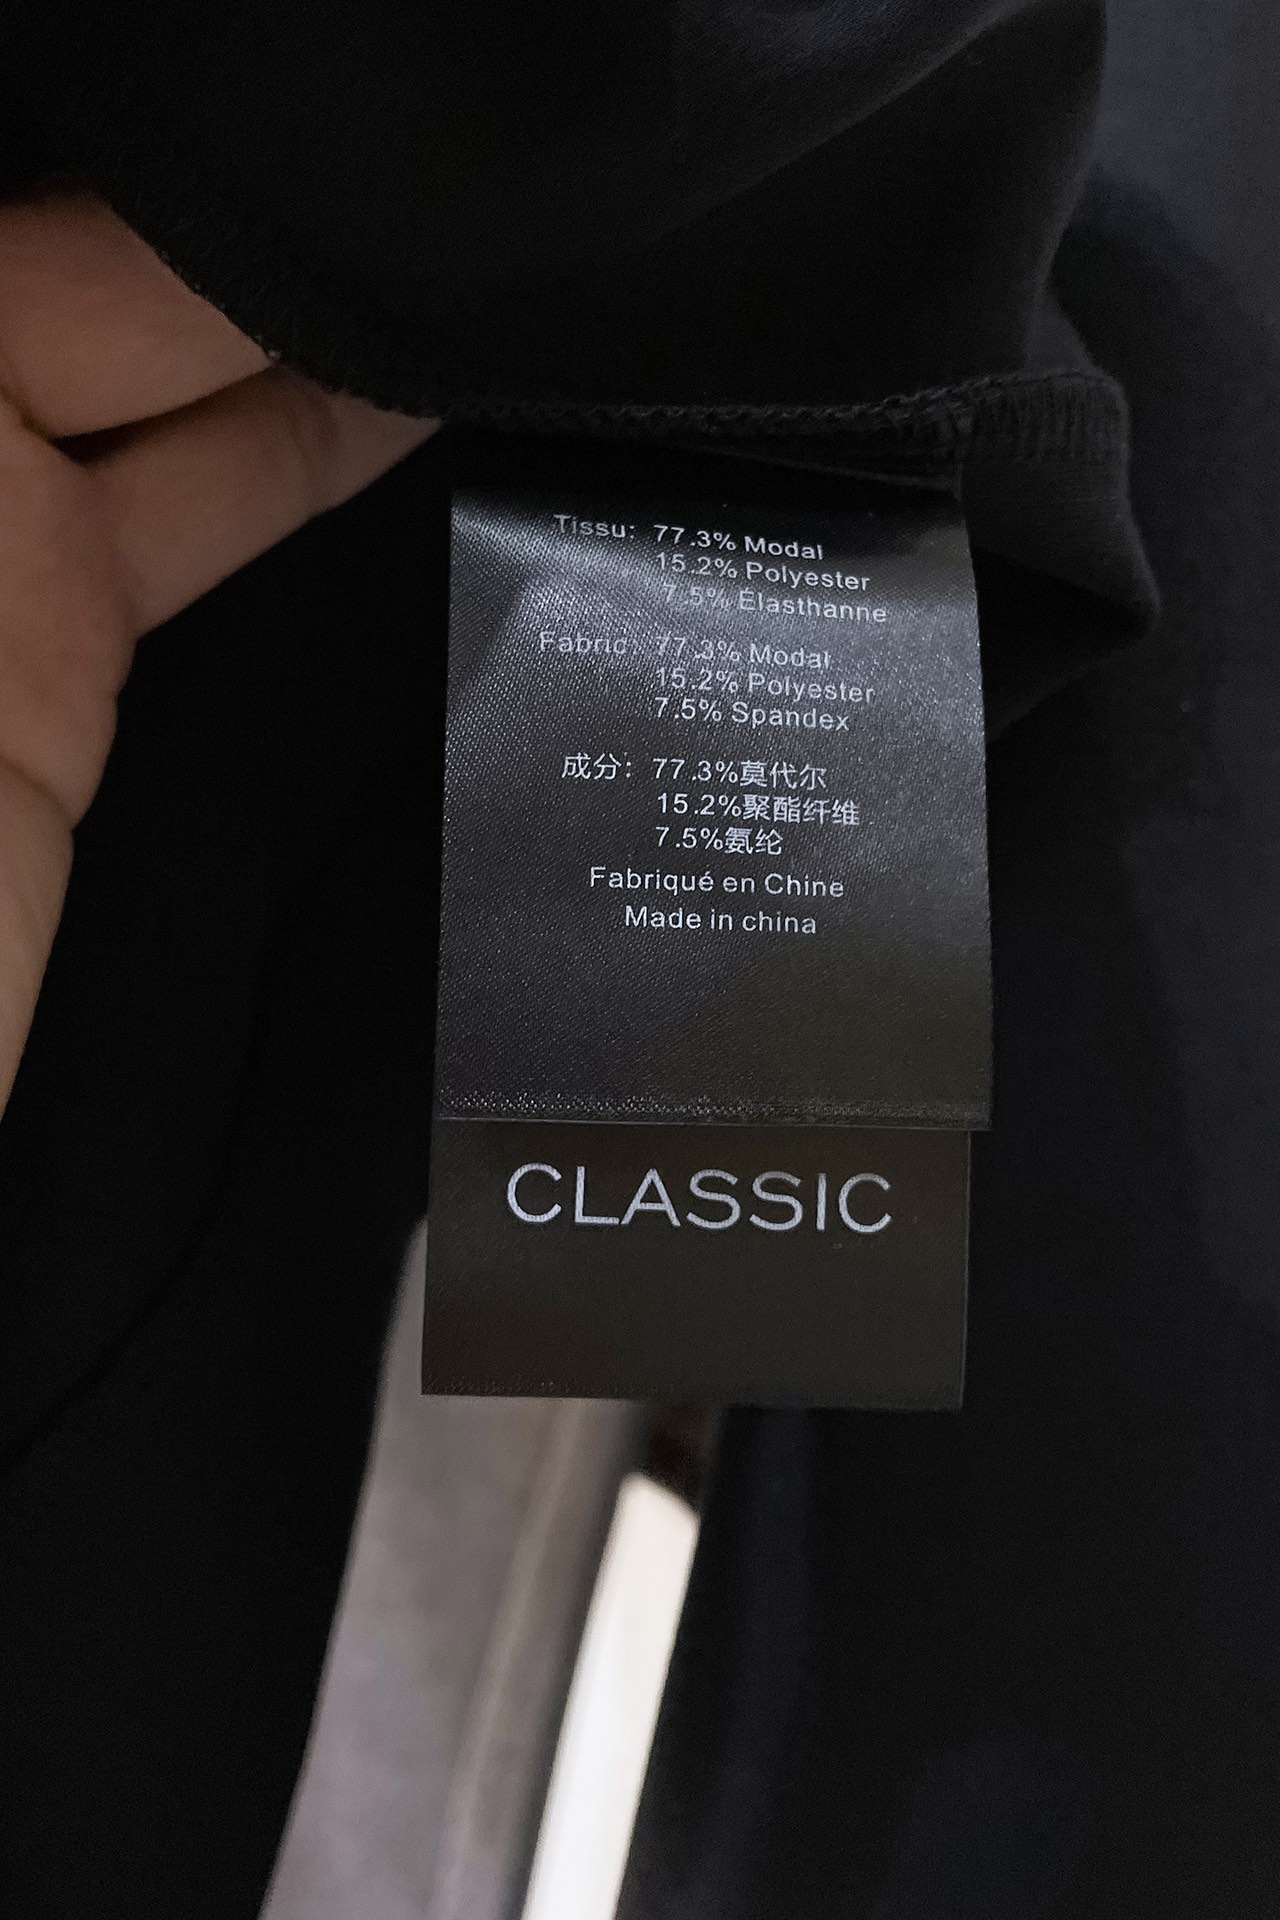 Tissu: 77.3% Modal
15.2% Polyester
7.5% Élasthanne
Fabric: 77.3% Modal
15.2% Polyester
7.5% Spandex
成分: 77.3%莫代尔
15.2%聚酯纤维
7.5%氨纶
Fabriqué en Chine
Made in china
CLASSIC